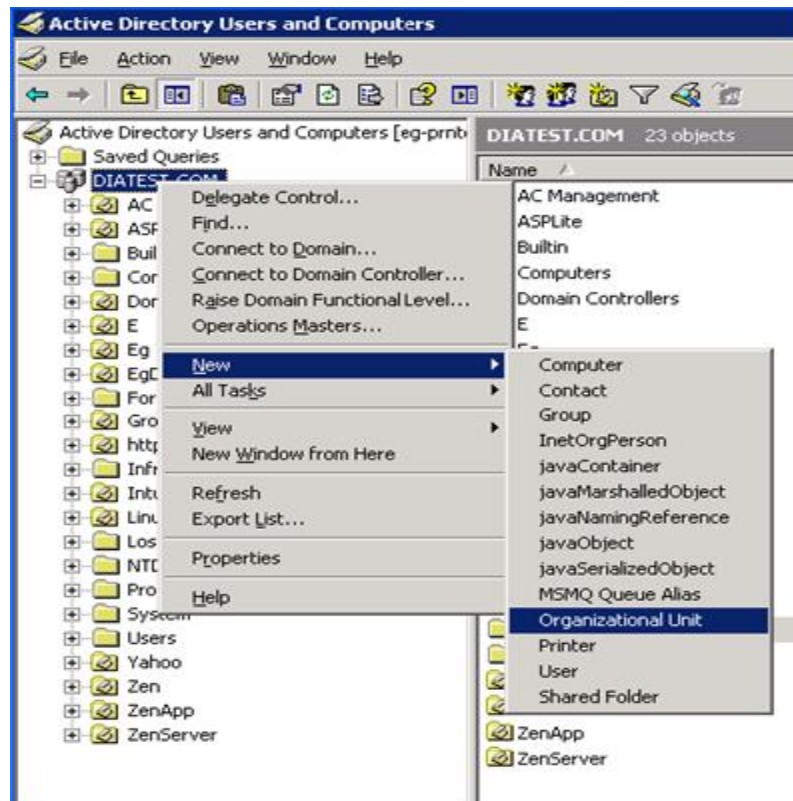 Active Directory Users and Computers
File Action View Window Help
Active Directory Users and Computers [eg-prntb
Saved Queries
DIATEST.COM
AC
ASF
Buil
Cor
Dor
E
Eg
EgD
For
Gro
http
Infr
Intu
Linu
Los
NTD
Pro
System
Users
Yahoo
Zen
ZenApp
ZenServer
Delegate Control...
Find...
Connect to Domain...
Connect to Domain Controller...
Raise Domain Functional Level...
Operations Masters...
New
All Tasks
View
New Window from Here
Refresh
Export List...
Properties
Help
DIATEST.COM 23 objects
Name
AC Management
ASPLite
Builtin
Computers
Domain Controllers
E
Eg
Computer
Contact
Group
InetOrgPerson
javaContainer
javaMarshalledObject
javaNamingReference
javaObject
javaSerializedObject
MSMQ Queue Alias
Organizational Unit
Printer
User
Shared Folder
ZenApp
ZenServer